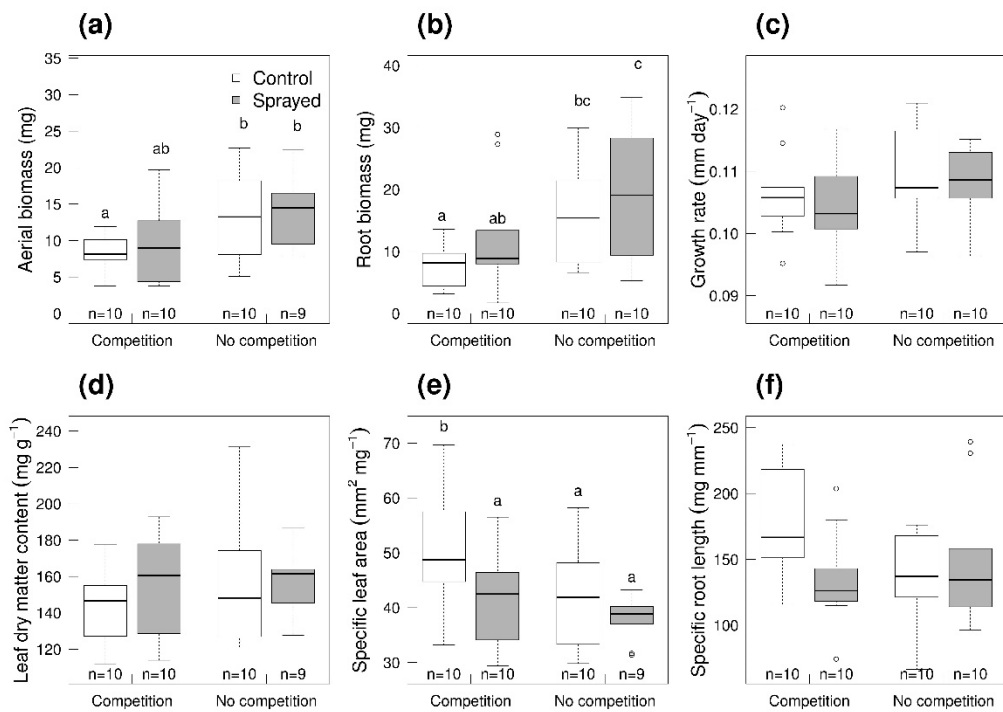 (a)
Aerial biomass (mg)
35
30
25
20
15
10
5
0
Control
Sprayed
a
ab
b
b
n=10
n=10
n=10
n=9
Competition
No competition
(b)
Root biomass (mg)
40
30
20
10
0
a
ab
bc
c
n=10
n=10
n=10
n=10
Competition
No competition
(c)
Growth rate (mm day⁻¹)
0.12
0.11
0.10
0.09
n=10
n=10
n=10
n=10
Competition
No competition
(d)
Leaf dry matter content (mg g⁻¹)
240
220
200
180
160
140
120
n=10
n=10
n=10
n=9
Competition
No competition
(e)
Specific leaf area (mm² mg⁻¹)
70
60
50
40
30
b
a
a
a
n=10
n=10
n=10
n=9
Competition
No competition
(f)
Specific root length (mg mm⁻¹)
250
200
150
100
n=10
n=10
n=10
n=10
Competition
No competition